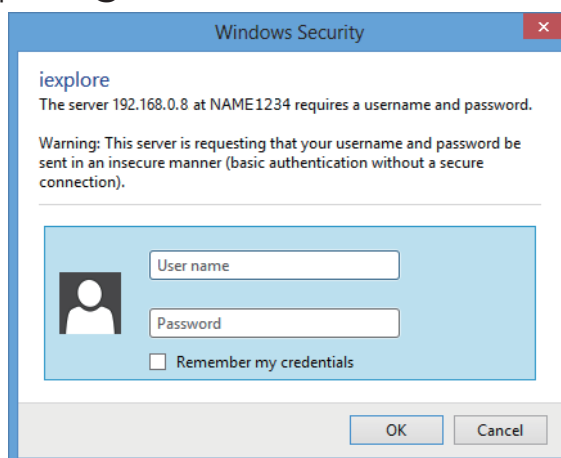 Windows Security
iexplore
The server 192.168.0.8 at NAME1234 requires a username and password.
Warning: This server is requesting that your username and password be
sent in an insecure manner (basic authentication without a secure
connection).
User name
Password
Remember my credentials
OK Cancel